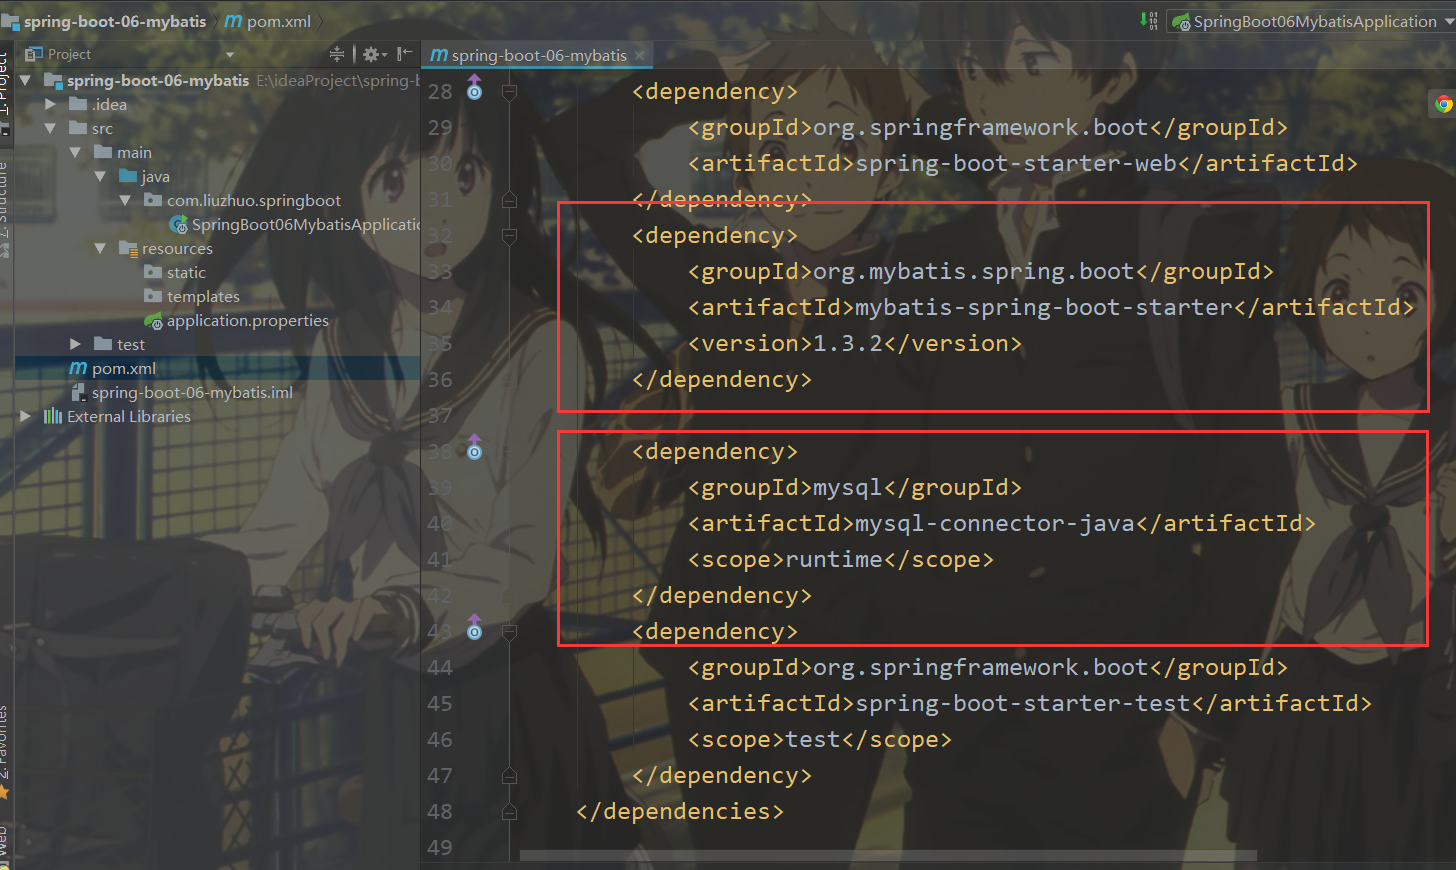 spring-boot-06-mybatis
pom.xml
SpringBoot06MybatisApplication
1: Project
Project
spring-boot-06-mybatis
spring-boot-06-mybatis E:\ideaProject\spring-b
.idea
src
main
java
com.liuzhuo.springboot
SpringBoot06MybatisApplicatio
resources
static
templates
application.properties
test
pom.xml
spring-boot-06-mybatis.iml
External Libraries
2: Favorites
Web
28 <dependency>
29 <groupId>org.springframework.boot</groupId>
30 <artifactId>spring-boot-starter-web</artifactId>
31 </dependency>
32 <dependency>
33 <groupId>org.mybatis.spring.boot</groupId>
34 <artifactId>mybatis-spring-boot-starter</artifactId>
35 <version>1.3.2</version>
36 </dependency>
37
38 <dependency>
39 <groupId>mysql</groupId>
40 <artifactId>mysql-connector-java</artifactId>
41 <scope>runtime</scope>
42 </dependency>
43 <dependency>
44 <groupId>org.springframework.boot</groupId>
45 <artifactId>spring-boot-starter-test</artifactId>
46 <scope>test</scope>
47 </dependency>
48 </dependencies>
49